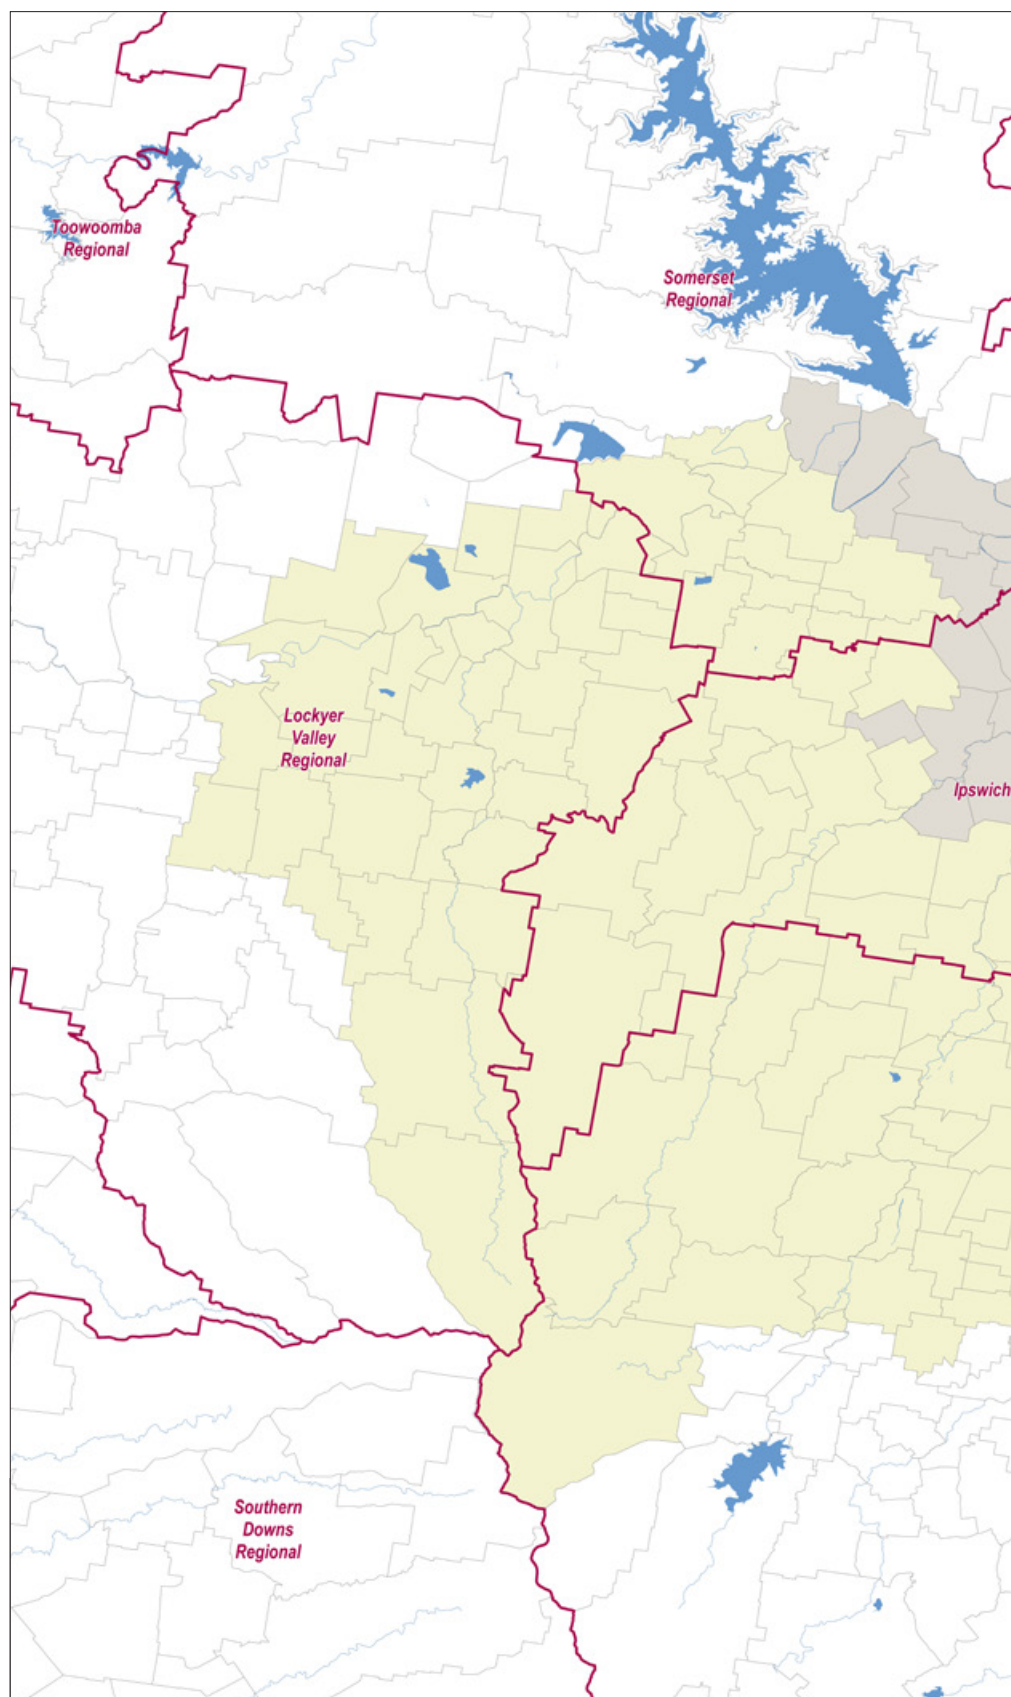 Toowoomba
Regional
Somerset
Regional
Lockyer
Valley
Regional
Ipswich
Southern
Downs
Regional